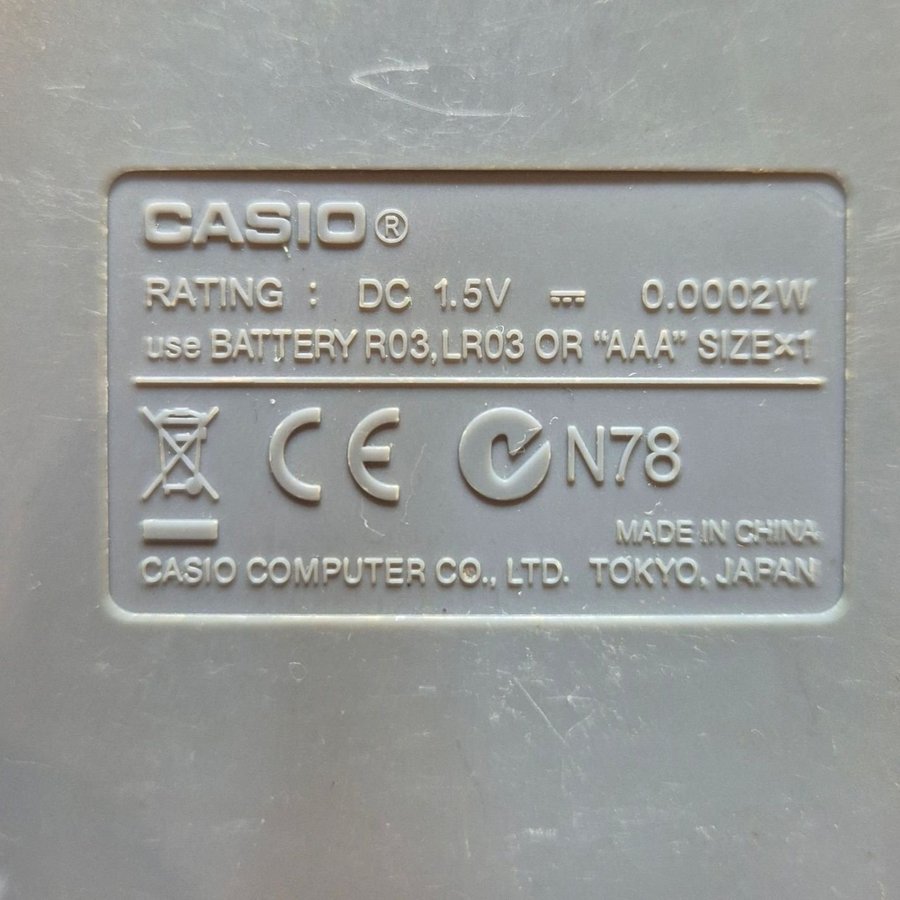 CASIO®
RATING : DC 1.5V ⎓ 0.0002W
use BATTERY R03, LR03 OR “AAA” SIZE×1
CE N78
MADE IN CHINA
CASIO COMPUTER CO., LTD. TOKYO, JAPAN